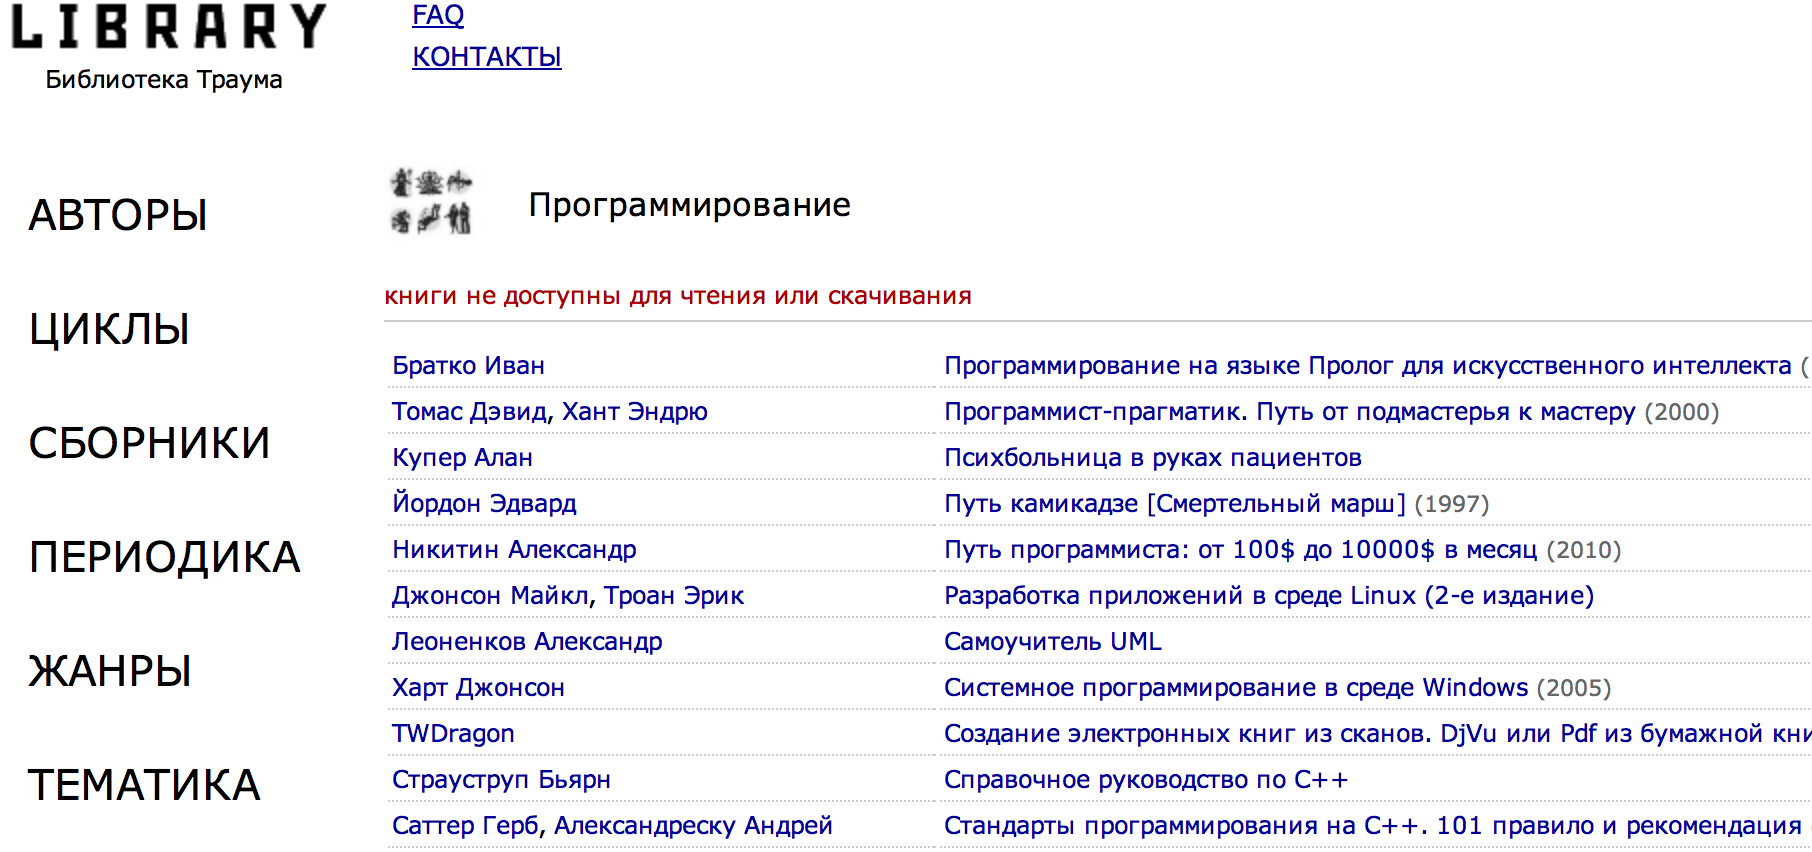 LIBRARY
Библиотека Траума
FAQ
КОНТАКТЫ
АВТОРЫ
ЦИКЛЫ
СБОРНИКИ
ПЕРИОДИКА
ЖАНРЫ
ТЕМАТИКА
Программирование
книги не доступны для чтения или скачивания
Братко Иван Программирование на языке Пролог для искусственного интеллекта (
Томас Дэвид, Хант Эндрю Программист-прагматик. Путь от подмастерья к мастеру (2000)
Купер Алан Психбольница в руках пациентов
Йордон Эдвард Путь камикадзе [Смертельный марш] (1997)
Никитин Александр Путь программиста: от 100$ до 10000$ в месяц (2010)
Джонсон Майкл, Троан Эрик Разработка приложений в среде Linux (2-е издание)
Леоненков Александр Самоучитель UML
Харт Джонсон Системное программирование в среде Windows (2005)
TWDragon Создание электронных книг из сканов. DjVu или Pdf из бумажной кни
Страуструп Бьярн Справочное руководство по C++
Саттер Герб, Александреску Андрей Стандарты программирования на С++. 101 правило и рекомендация